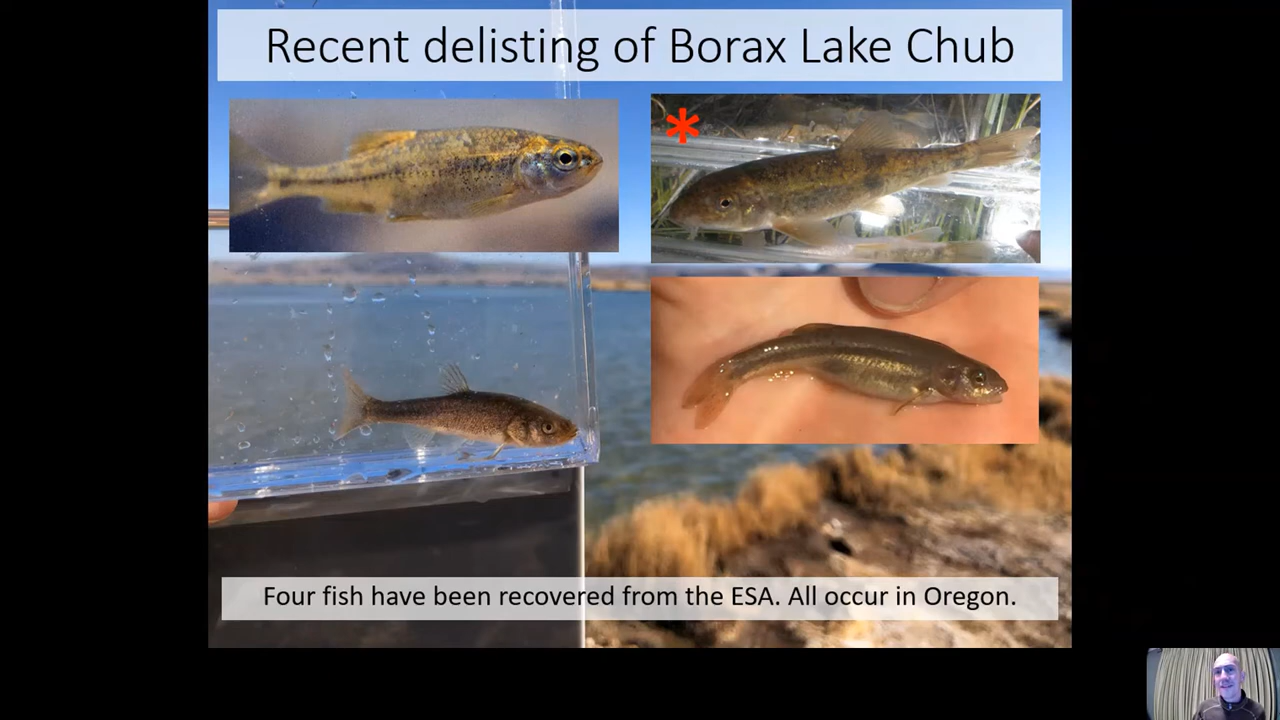 Recent delisting of Borax Lake Chub
*
Four fish have been recovered from the ESA. All occur in Oregon.